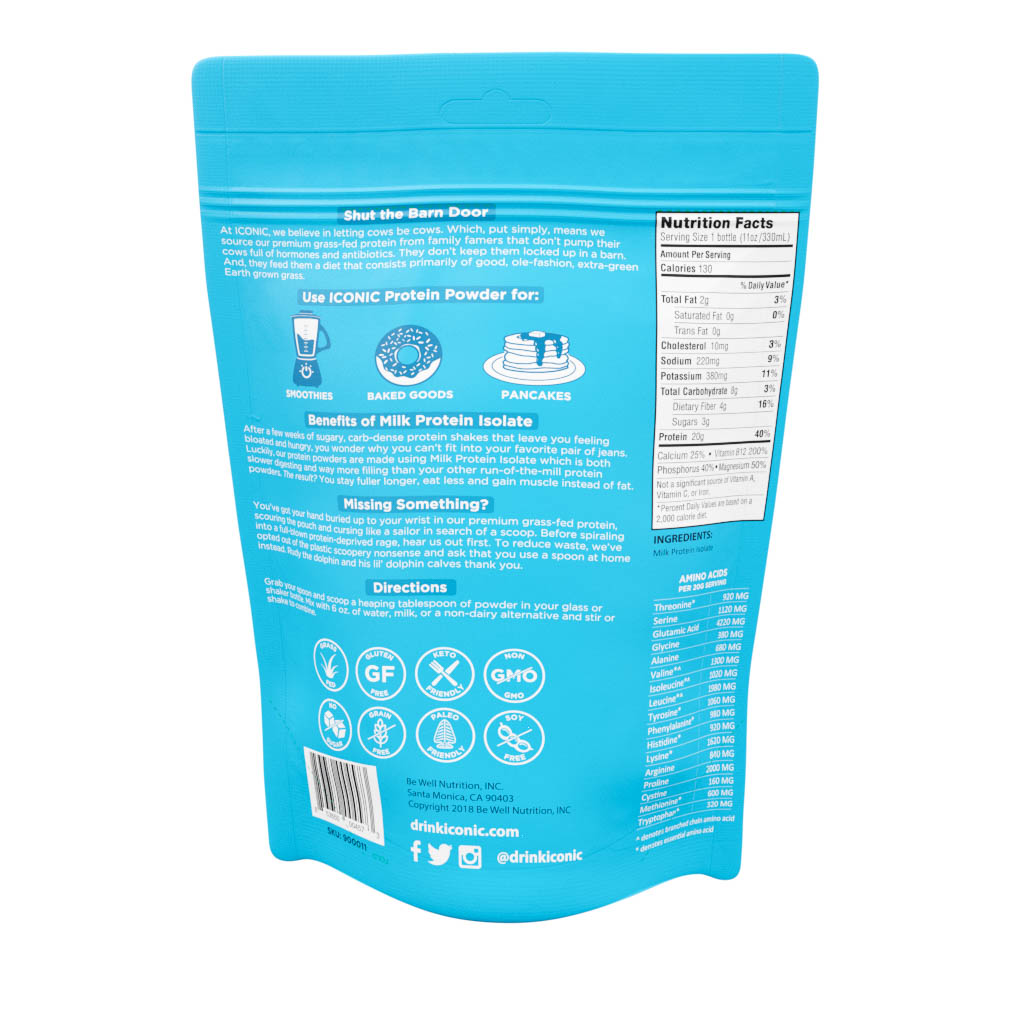 Shut the Barn Door
At ICONIC, we believe in letting cows be cows. Which, put simply, means we
source our premium grass-fed protein from family famers that don't pump their
cows full of hormones and antibiotics. They don't keep them locked up in a barn.
And, they feed them a diet that consists primarily of good, ole-fashion, extra-green
Earth grown grass.
Use ICONIC Protein Powder for:
SMOOTHIES
BAKED GOODS
PANCAKES
Benefits of Milk Protein Isolate
After a few weeks of sugary, carb-dense protein shakes that leave you feeling
bloated and hungry, you wonder why you can't fit into your favorite pair of jeans.
Luckily, our protein powders are made using Milk Protein Isolate which is both
slower digesting and way more filling than your other run-of-the-mill protein
powders. The result? You stay fuller longer, eat less and gain muscle instead of fat.
Missing Something?
You've got your hand buried up to your wrist in our premium grass-fed protein,
scouring the pouch and cursing like a sailor in search of a scoop. Before spiraling
into a full-blown protein-deprived rage, hear us out first. To reduce waste, we've
opted out of the plastic scoopery nonsense and ask that you use a spoon at home
instead. Rudy the dolphin and his lil' dolphin calves thank you.
Directions
Grab your spoon and scoop a heaping tablespoon of powder in your glass or
shaker bottle. Mix with 6 oz. of water, milk, or a non-dairy alternative and stir or
shake to combine.
GRASS FED
GLUTEN GF FREE
KETO FRIENDLY
NON GMO GMO
NO SUGAR
GRAIN FREE
PALEO FRIENDLY
SOY FREE
SKU: 900011
Be Well Nutrition, INC.
Santa Monica, CA 90403
Copyright 2018 Be Well Nutrition, INC
drinkiconic.com
@drinkiconic
Nutrition Facts
Serving Size 1 bottle (11oz/330mL)
Amount Per Serving
Calories 130
% Daily Value*
Total Fat 2g 3%
Saturated Fat 0g 0%
Trans Fat 0g
Cholesterol 10mg 3%
Sodium 220mg 9%
Potassium 380mg 11%
Total Carbohydrate 8g 3%
Dietary Fiber 4g 16%
Sugars 3g
Protein 20g 40%
Calcium 25% • Vitamin B12 200%
Phosphorus 40% • Magnesium 50%
Not a significant source of Vitamin A,
Vitamin C, or Iron.
*Percent Daily Values are based on a
2,000 calorie diet.
INGREDIENTS:
Milk Protein Isolate
AMINO ACIDS
PER 20G SERVING
Threonine* 920 MG
Serine 1120 MG
Glutamic Acid 4220 MG
Glycine 380 MG
Alanine 680 MG
Valine*^ 1300 MG
Isoleucine*^ 1020 MG
Leucine*^ 1980 MG
Tyrosine* 1060 MG
Phenylalanine* 980 MG
Histidine* 920 MG
Lysine* 1620 MG
Arginine 840 MG
Proline 2000 MG
Cystine 160 MG
Methionine* 600 MG
Tryptophan* 320 MG
^ denotes branched chain amino acid
* denotes essential amino acid